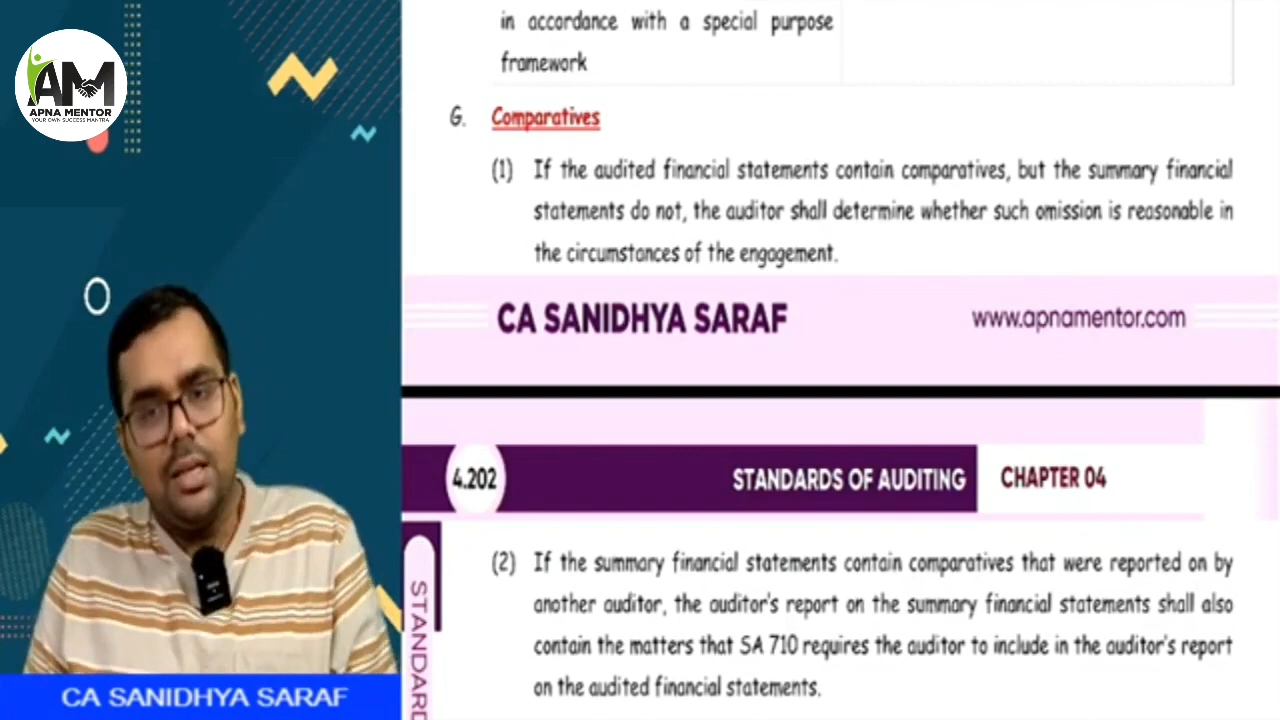 AM
APNA MENTOR
YOUR OWN SUCCESS MANTRA
in accordance with a special purpose
framework
G. Comparatives
(1) If the audited financial statements contain comparatives, but the summary financial
statements do not, the auditor shall determine whether such omission is reasonable in
the circumstances of the engagement.
CA SANIDHYA SARAF
www.apnamentor.com
4.202
STANDARDS OF AUDITING
CHAPTER 04
STANDARD
(2) If the summary financial statements contain comparatives that were reported on by
another auditor, the auditor's report on the summary financial statements shall also
contain the matters that SA 710 requires the auditor to include in the auditor's report
on the audited financial statements.
CA SANIDHYA SARAF